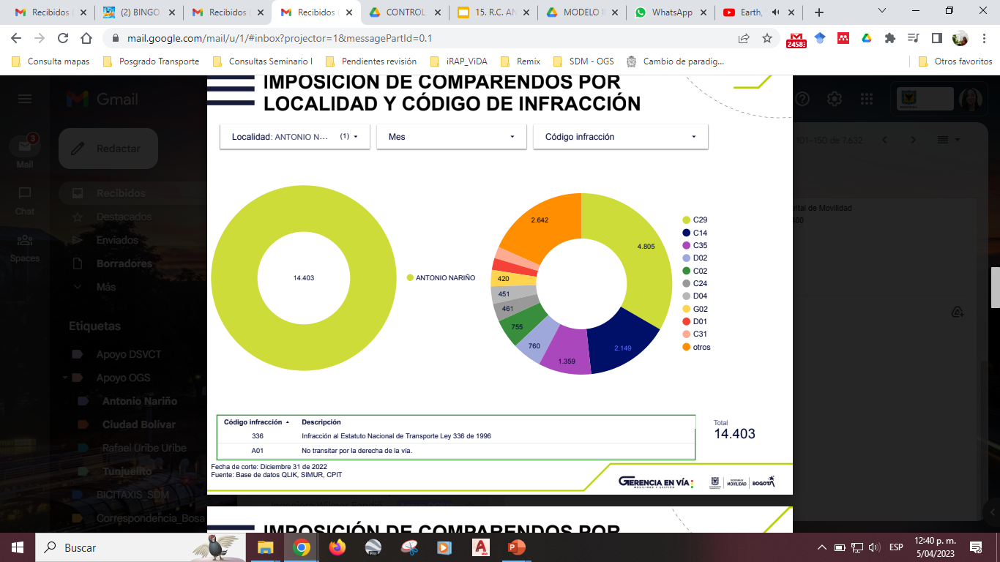 Recibidos (
(2) BINGO
Recibidos (
Recibidos (
CONTROL
15. R.C. AN
MODELO I
WhatsApp
Earth,
mail.google.com/mail/u/1/#inbox?projector=1&messagePartId=0.1
24583
Consulta mapas
Posgrado Transporte
Consultas Seminario I
Pendientes revisión
iRAP_ViDA
Remix
SDM - OGS
Cambio de paradig...
Otros favoritos
Gmail
3
Mail
Chat
Spaces
Redactar
Recibidos
Destacados
Enviados
Borradores
Más
Etiquetas
Apoyo DSVCT
Apoyo OGS
Antonio Nariño
Ciudad Bolívar
Rafael Uribe Uribe
Tunjuelito
BICITAXIS_SDM
Correspondencia_Bosa
101–150 de 7.632
rital de Movilidad
IMPOSICIÓN DE COMPARENDOS POR
LOCALIDAD Y CÓDIGO DE INFRACCIÓN
Localidad: ANTONIO N... (1)
Mes
Código infracción
14.403
ANTONIO NARIÑO
2.642
4.805
420
451
461
755
760
1.359
2.149
C29
C14
C35
D02
C02
C24
D04
G02
D01
C31
otros
Código infracción
Descripción
336
Infracción al Estatuto Nacional de Transporte Ley 336 de 1996
A01
No transitar por la derecha de la vía.
Total
14.403
Fecha de corte: Diciembre 31 de 2022
Fuente: Base de datos QLIK, SIMUR, CPIT
GERENCIA EN VÍA
MOVILIDAD Y GESTIÓN
MOVILIDAD
BOGOTÁ
IMPOSICIÓN DE COMPARENDOS POR
Buscar
ESP
12:40 p. m.
5/04/2023